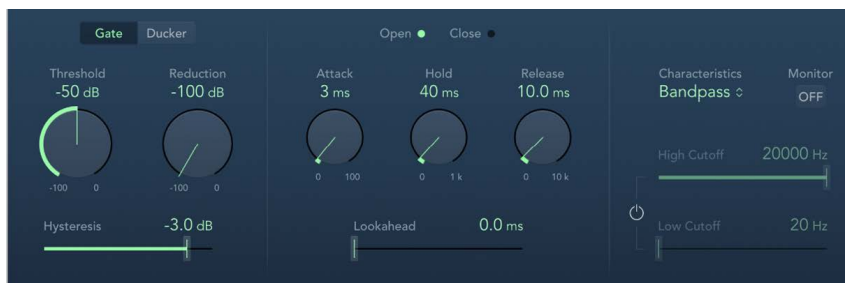 Gate Ducker
Open Close
Threshold
-50 dB
-100 0
Reduction
-100 dB
-100 0
Hysteresis -3.0 dB
Attack
3 ms
0 100
Hold
40 ms
0 1 k
Release
10.0 ms
0 10 k
Lookahead 0.0 ms
Characteristics
Bandpass
Monitor
OFF
High Cutoff 20000 Hz
Low Cutoff 20 Hz